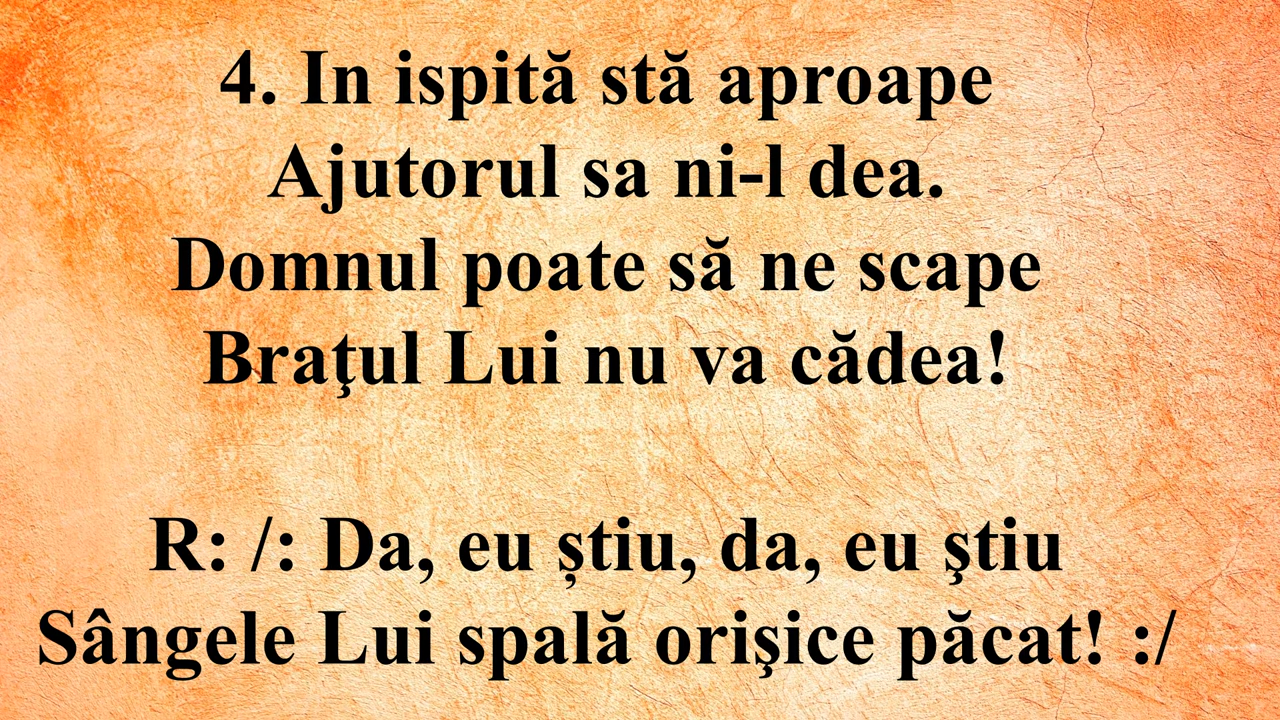 4. In ispită stă aproape
Ajutorul sa ni-l dea.
Domnul poate să ne scape
Braţul Lui nu va cădea!
R: /: Da, eu știu, da, eu ştiu
Sângele Lui spală orişice păcat! :/